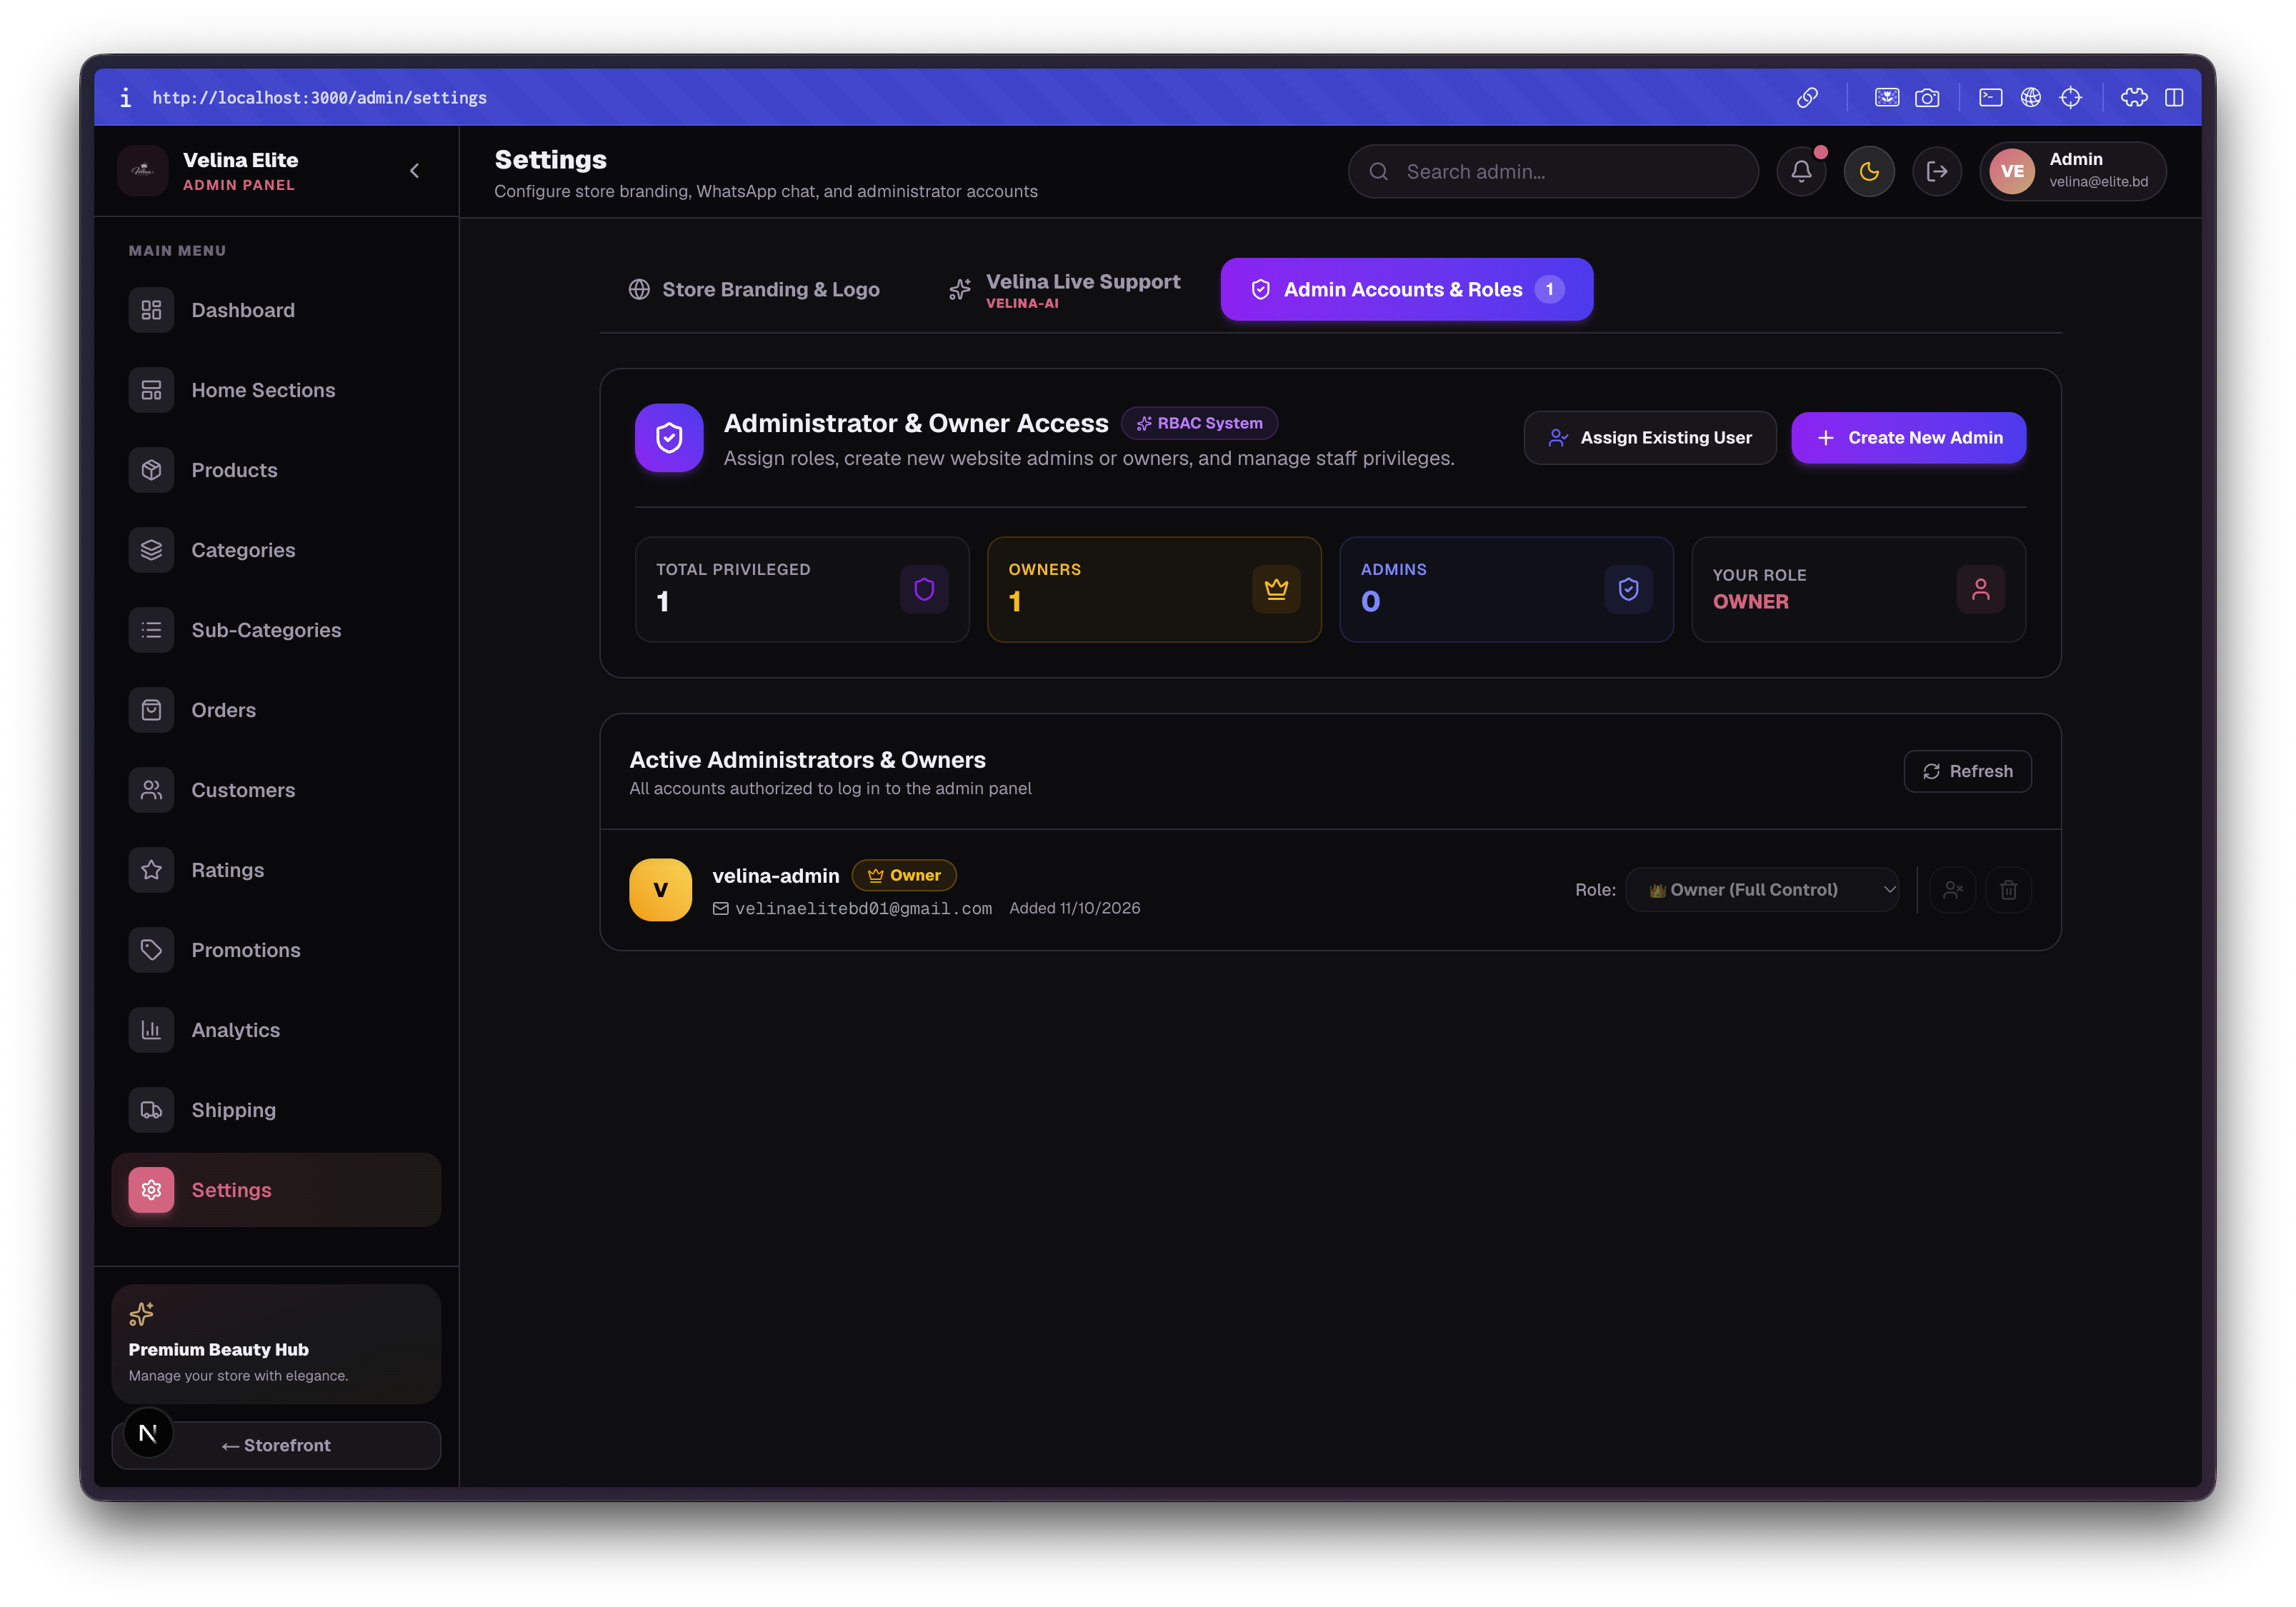 http://localhost:3000/admin/settings
Velina Elite
ADMIN PANEL
MAIN MENU
Dashboard
Home Sections
Products
Categories
Sub-Categories
Orders
Customers
Ratings
Promotions
Analytics
Shipping
Settings
Premium Beauty Hub
Manage your store with elegance.
N
← Storefront
Settings
Configure store branding, WhatsApp chat, and administrator accounts
Search admin...
VE
Admin
velina@elite.bd
Store Branding & Logo
Velina Live Support
VELINA-AI
Admin Accounts & Roles 1
Administrator & Owner Access
RBAC System
Assign roles, create new website admins or owners, and manage staff privileges.
Assign Existing User
Create New Admin
TOTAL PRIVILEGED
1
OWNERS
1
ADMINS
0
YOUR ROLE
OWNER
Active Administrators & Owners
All accounts authorized to log in to the admin panel
Refresh
V
velina-admin
Owner
velinaelitebd01@gmail.com
Added 11/10/2026
Role:
👑 Owner (Full Control)